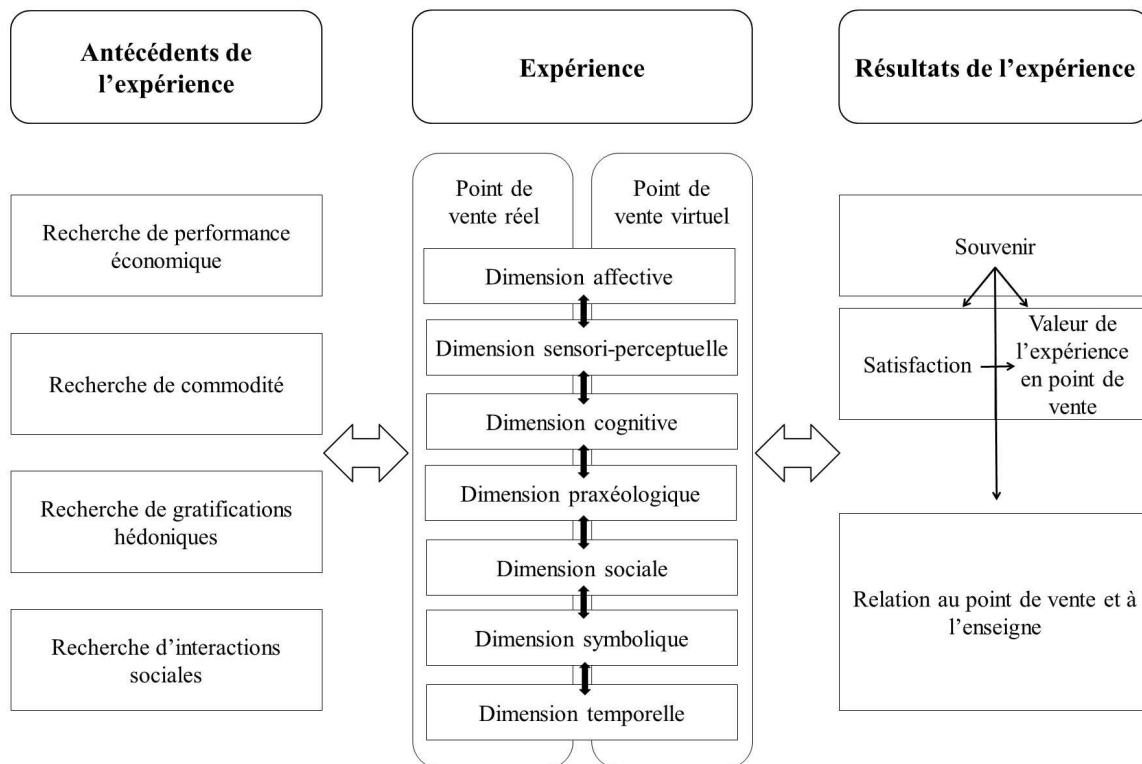 Antécédents de
l’expérience
Expérience
Résultats de l’expérience
Recherche de performance
économique
Recherche de commodité
Recherche de gratifications
hédoniques
Recherche d’interactions
sociales
Point de
vente réel
Point de
vente virtuel
Dimension affective
Dimension sensori-perceptuelle
Dimension cognitive
Dimension praxéologique
Dimension sociale
Dimension symbolique
Dimension temporelle
Souvenir
Satisfaction
Valeur de
l’expérience
en point de
vente
Relation au point de vente et à
l’enseigne